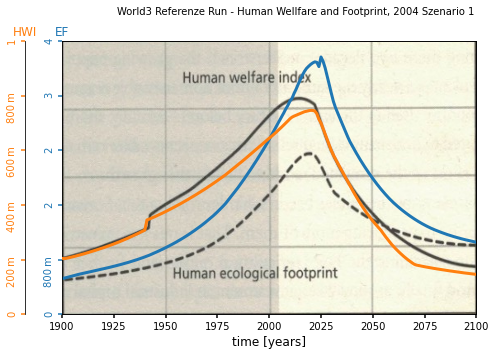 World3 Referenze Run - Human Wellfare and Footprint, 2004 Szenario 1
HWI EF
1 4
Human welfare index
800 m 3
600 m 2
400 m 2
200 m 800 m
Human ecological footprint
0 0
1900 1925 1950 1975 2000 2025 2050 2075 2100
time [years]